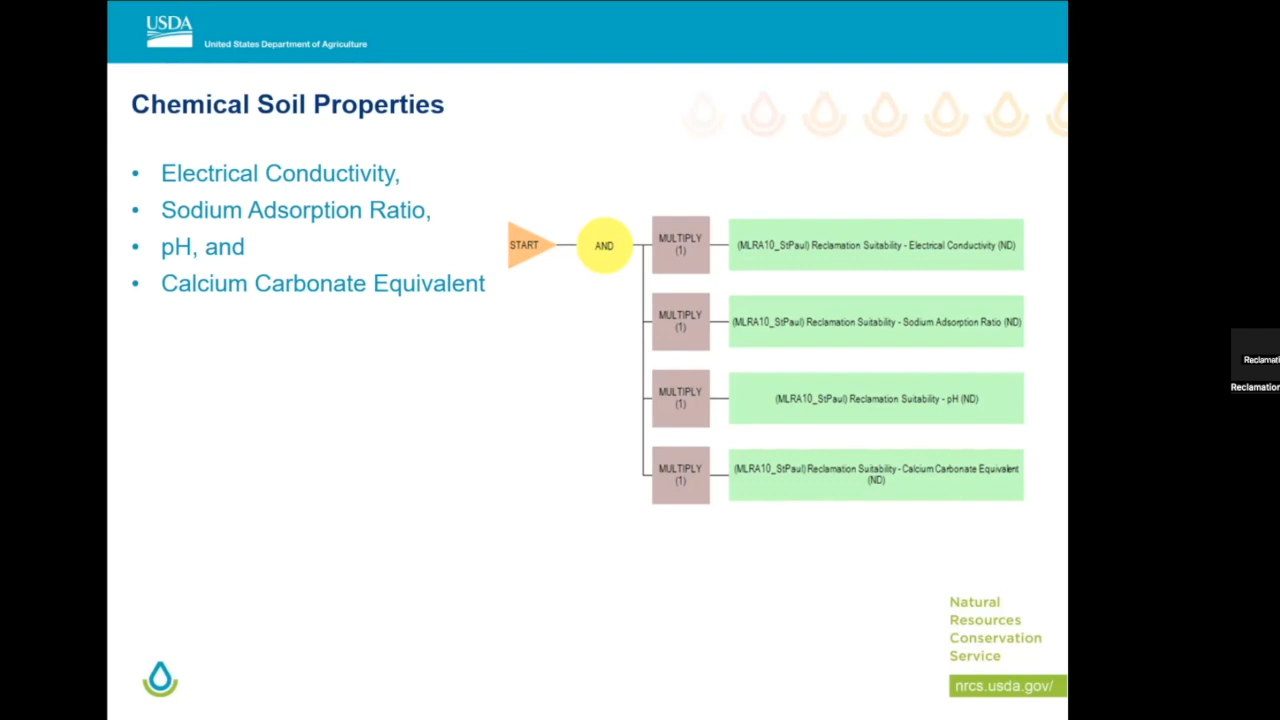 USDA
United States Department of Agriculture
Chemical Soil Properties
• Electrical Conductivity,
• Sodium Adsorption Ratio,
• pH, and
• Calcium Carbonate Equivalent
START
AND
MULTIPLY
(1)
(MLRA10_StPaul) Reclamation Suitability - Electrical Conductivity (ND)
MULTIPLY
(1)
(MLRA10_StPaul) Reclamation Suitability - Sodium Adsorption Ratio (ND)
MULTIPLY
(1)
(MLRA10_StPaul) Reclamation Suitability - pH (ND)
MULTIPLY
(1)
(MLRA10_StPaul) Reclamation Suitability - Calcium Carbonate Equivalent
(ND)
Natural
Resources
Conservation
Service
nrcs.usda.gov/